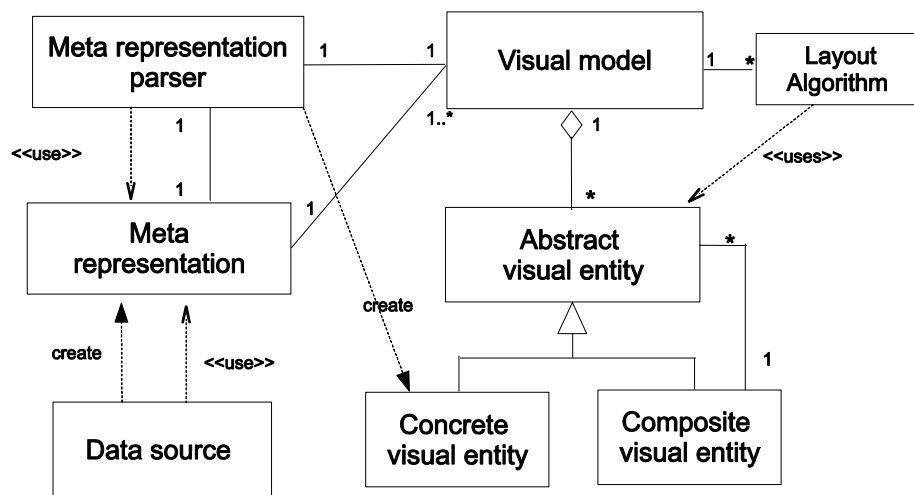 Meta representation
parser
1
1
Visual model
1
*
Layout
Algorithm
1
<<use>>
1..*
1
<<uses>>
1
Meta
representation
1
*
Abstract
visual entity
*
create
create
<<use>>
1
Data source
Concrete
visual entity
Composite
visual entity